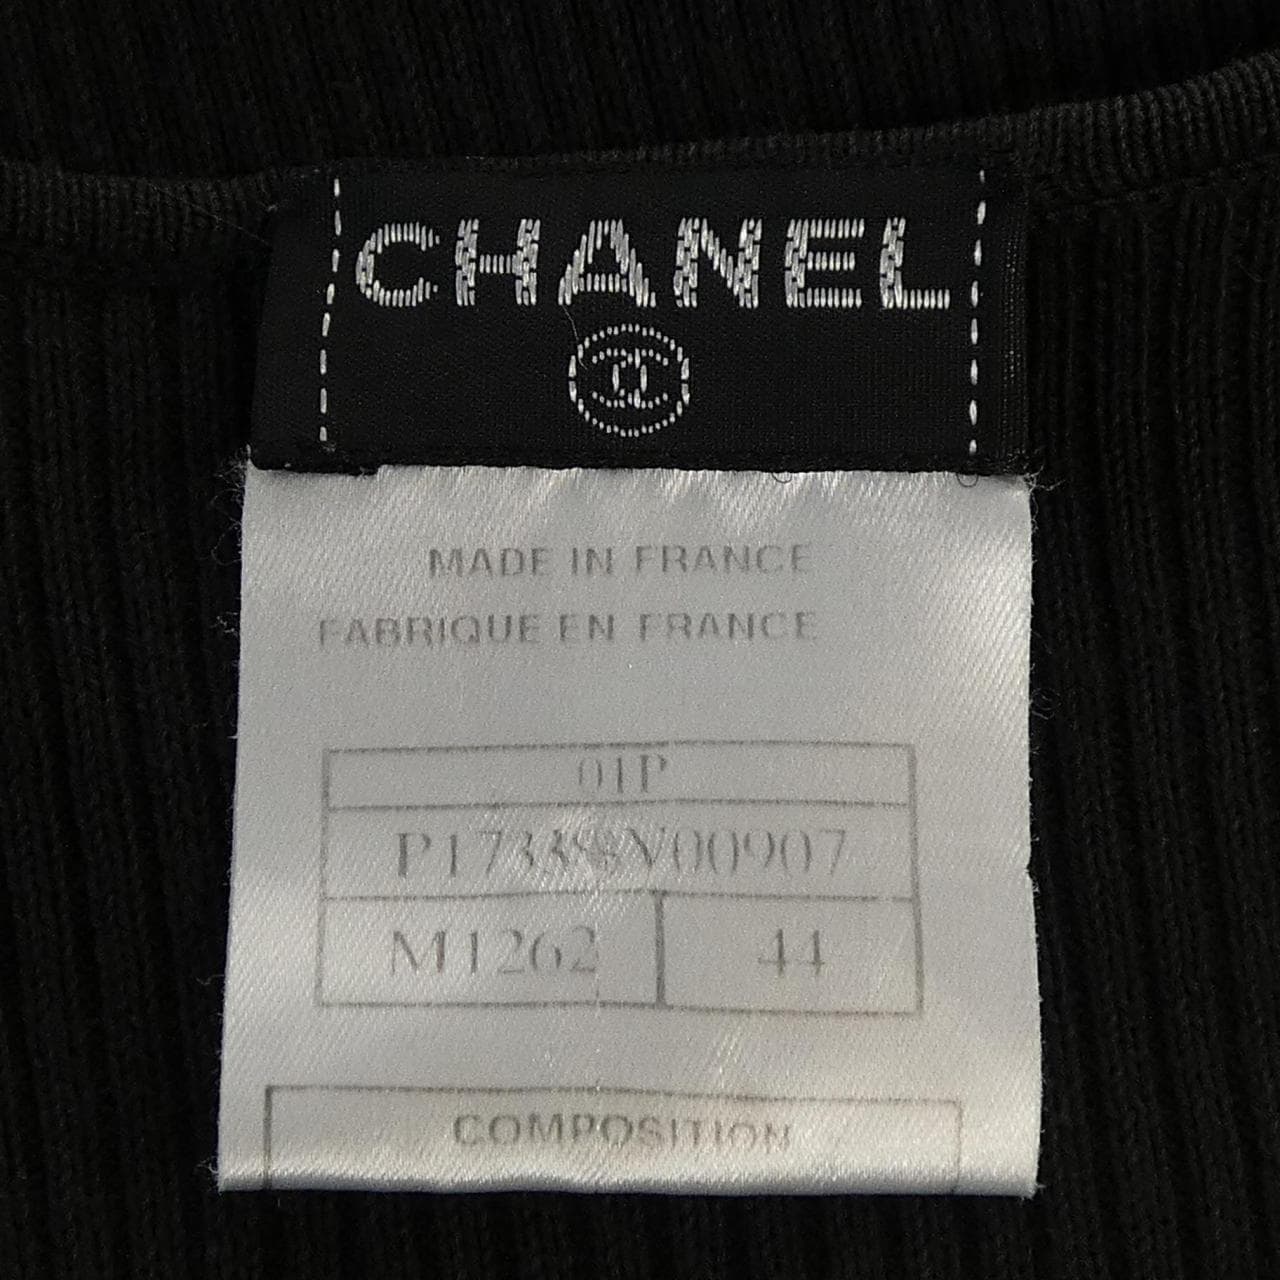 CHANEL
MADE IN FRANCE
FABRIQUE EN FRANCE
01P
M1262 44
COMPOSITION